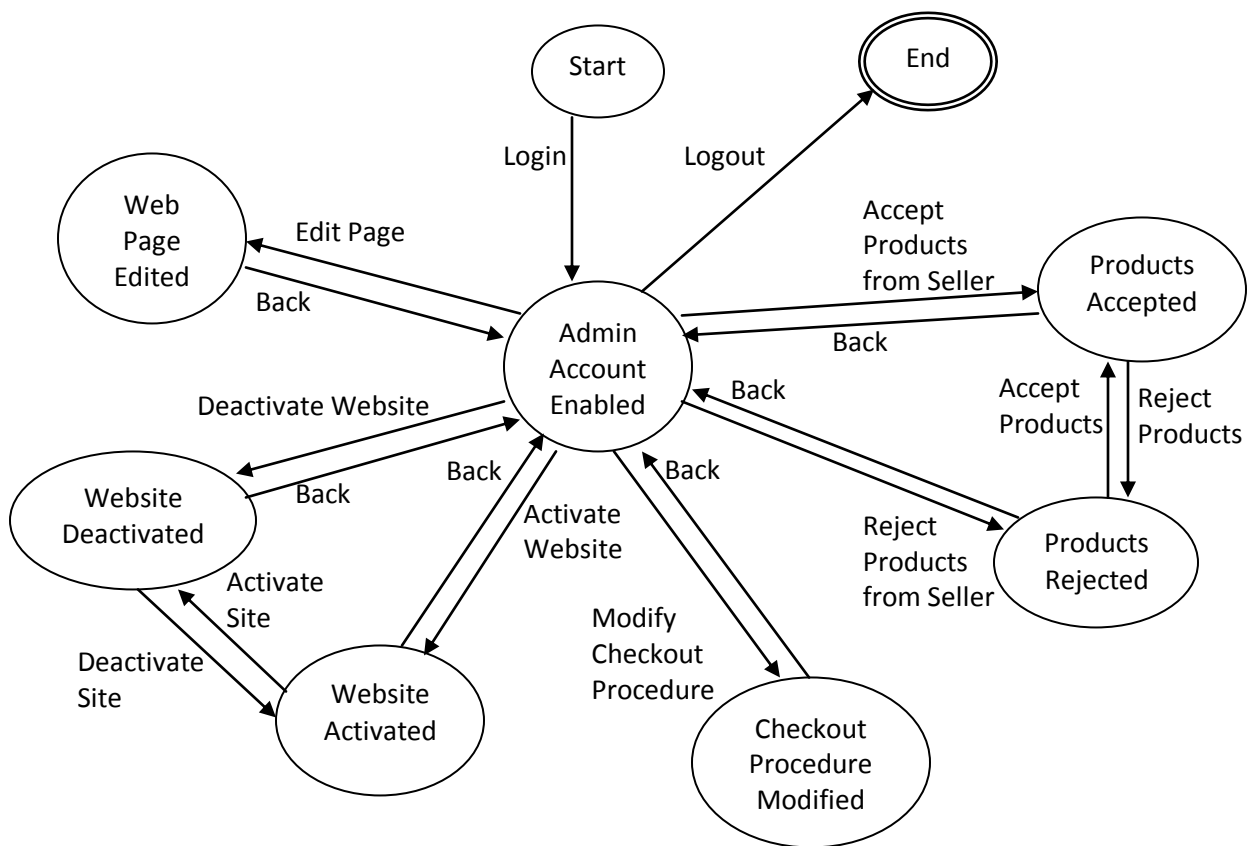 Start
End
Login
Logout
Web
Page
Edited
Edit Page
Back
Accept
Products
from Seller
Products
Accepted
Back
Admin
Account
Enabled
Accept
Products
Reject
Products
Back
Deactivate Website
Back
Website
Deactivated
Back
Activate
Website
Back
Reject
Products
from Seller
Products
Rejected
Activate
Site
Deactivate
Site
Website
Activated
Modify
Checkout
Procedure
Checkout
Procedure
Modified